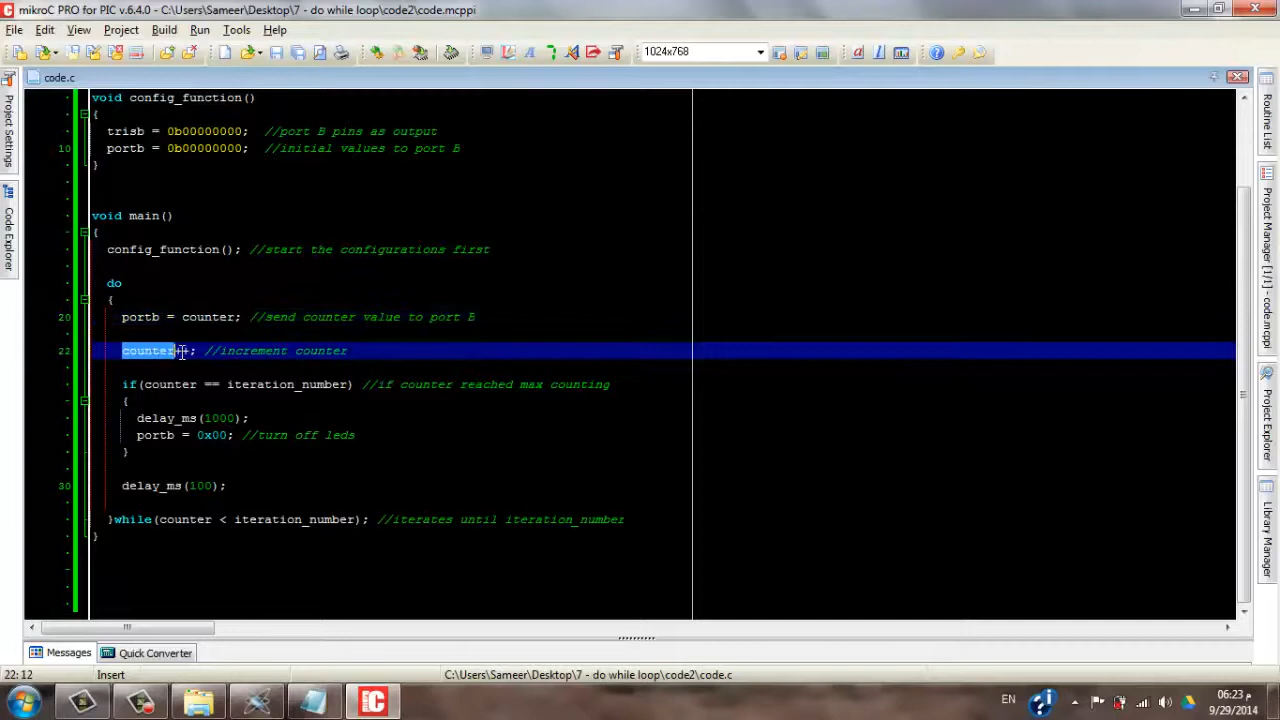 mikroC PRO for PIC v.6.4.0 - C:\Users\Sameer\Desktop\7 - do while loop\code2\code.mcppi
File Edit View Project Build Run Tools Help
1024x768
code.c
void config_function()
{
trisb = 0b00000000; //port B pins as output
10 portb = 0b00000000; //initial values to port B
}
void main()
{
config_function(); //start the configurations first
do
{
20 portb = counter; //send counter value to port B
22 counter++; //increment counter
if(counter == iteration_number) //if counter reached max counting
{
delay_ms(1000);
portb = 0x00; //turn off leds
}
30 delay_ms(100);
}while(counter < iteration_number); //iterates until iteration_number
}
Project Settings
Code Explorer
Routine List
Project Manager [1/1] - code.mcppi
Project Explorer
Library Manager
Messages Quick Converter
22:12 Insert C:\Users\Sameer\Desktop\7 - do while loop\code2\code.c
EN 06:23 م
9/29/2014